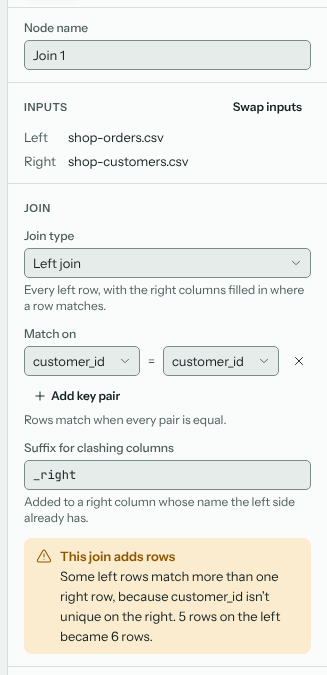 Node name
Join 1
INPUTS Swap inputs
Left shop-orders.csv
Right shop-customers.csv
JOIN
Join type
Left join
Every left row, with the right columns filled in where
a row matches.
Match on
customer_id = customer_id ×
+ Add key pair
Rows match when every pair is equal.
Suffix for clashing columns
_right
Added to a right column whose name the left side
already has.
This join adds rows
Some left rows match more than one
right row, because customer_id isn't
unique on the right. 5 rows on the left
became 6 rows.